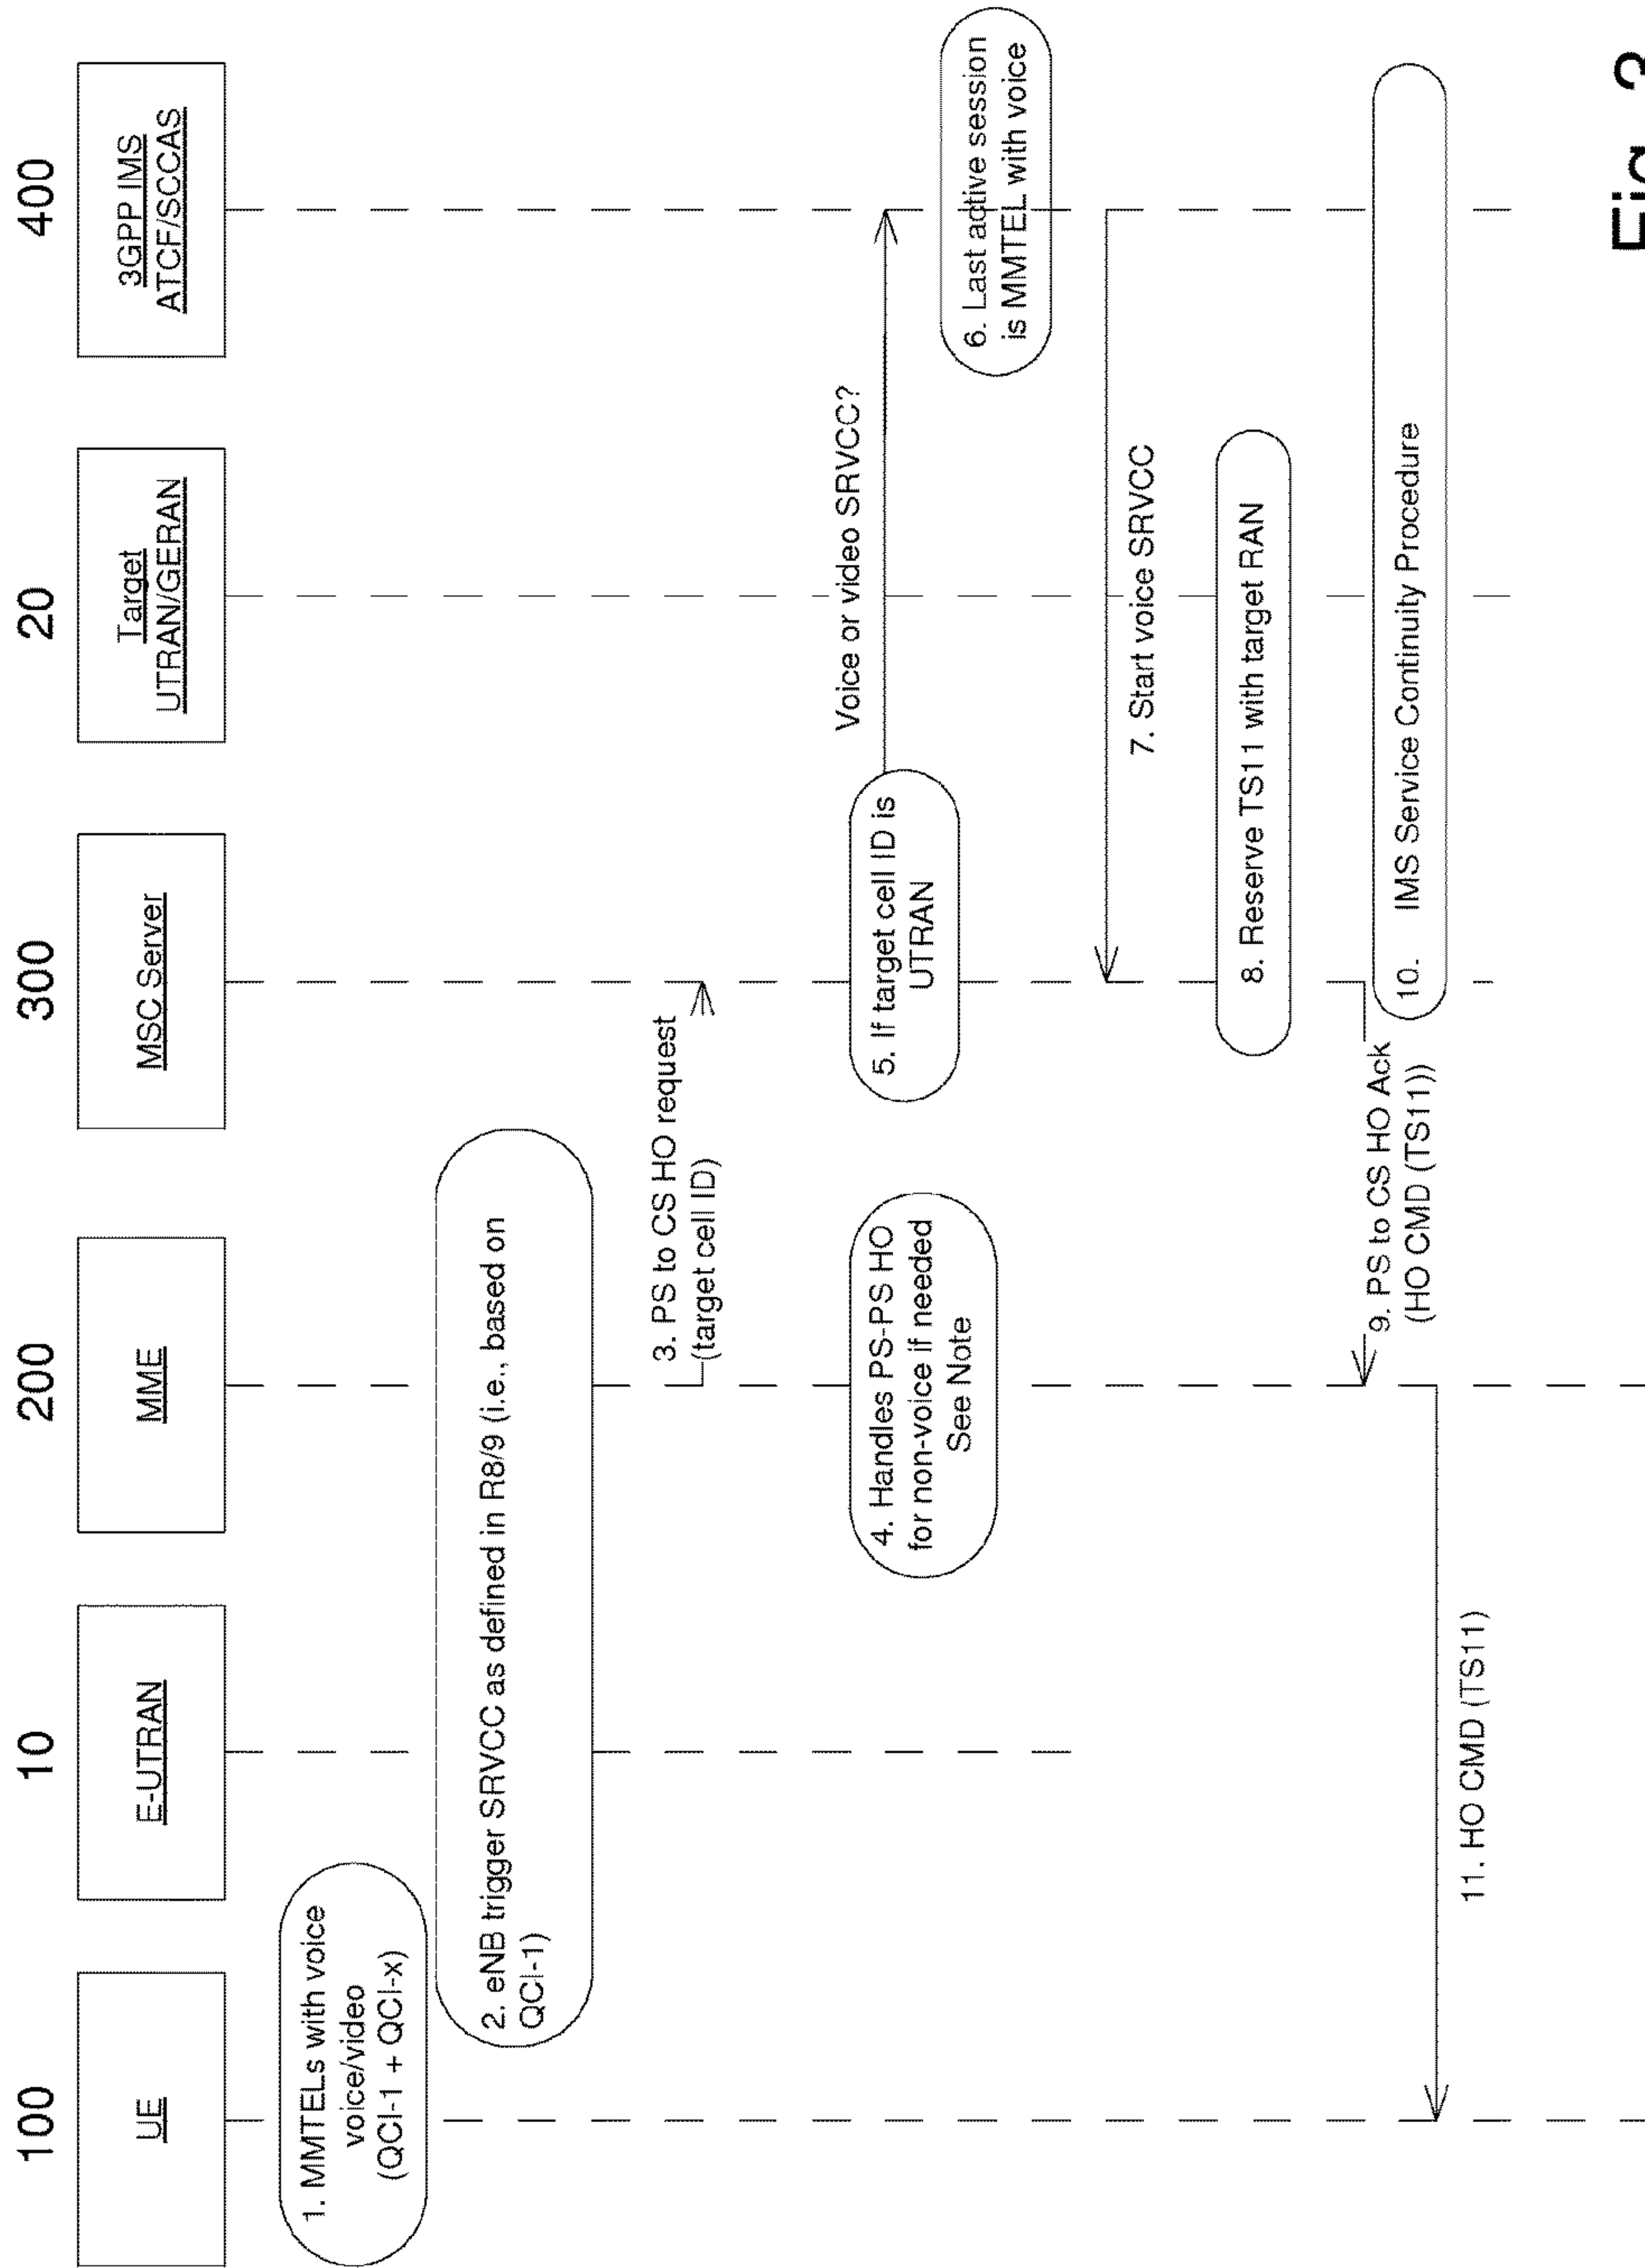 100
10
200
300
20
400
UE
E-UTRAN
MME
MSC Server
Target
UTRAN/GERAN
3GPP IMS
ATCF/SCCAS
1. MMTELs with voice
voice/video
(QCI-1 + QCI-x)
2. eNB trigger SRVCC as defined in R8/9 (i.e., based on
QCI-1)
3. PS to CS HO request
(target cell ID)
4. Handles PS-PS HO
for non-voice if needed
See Note
5. If target cell ID is
UTRAN
Voice or video SRVCC?
6. Last active session
is MMTEL with voice
7. Start voice SRVCC
8. Reserve TS11 with target RAN
9. PS to CS HO Ack
(HO CMD (TS11))
10. IMS Service Continuity Procedure
11. HO CMD (TS11)
Fig. 3